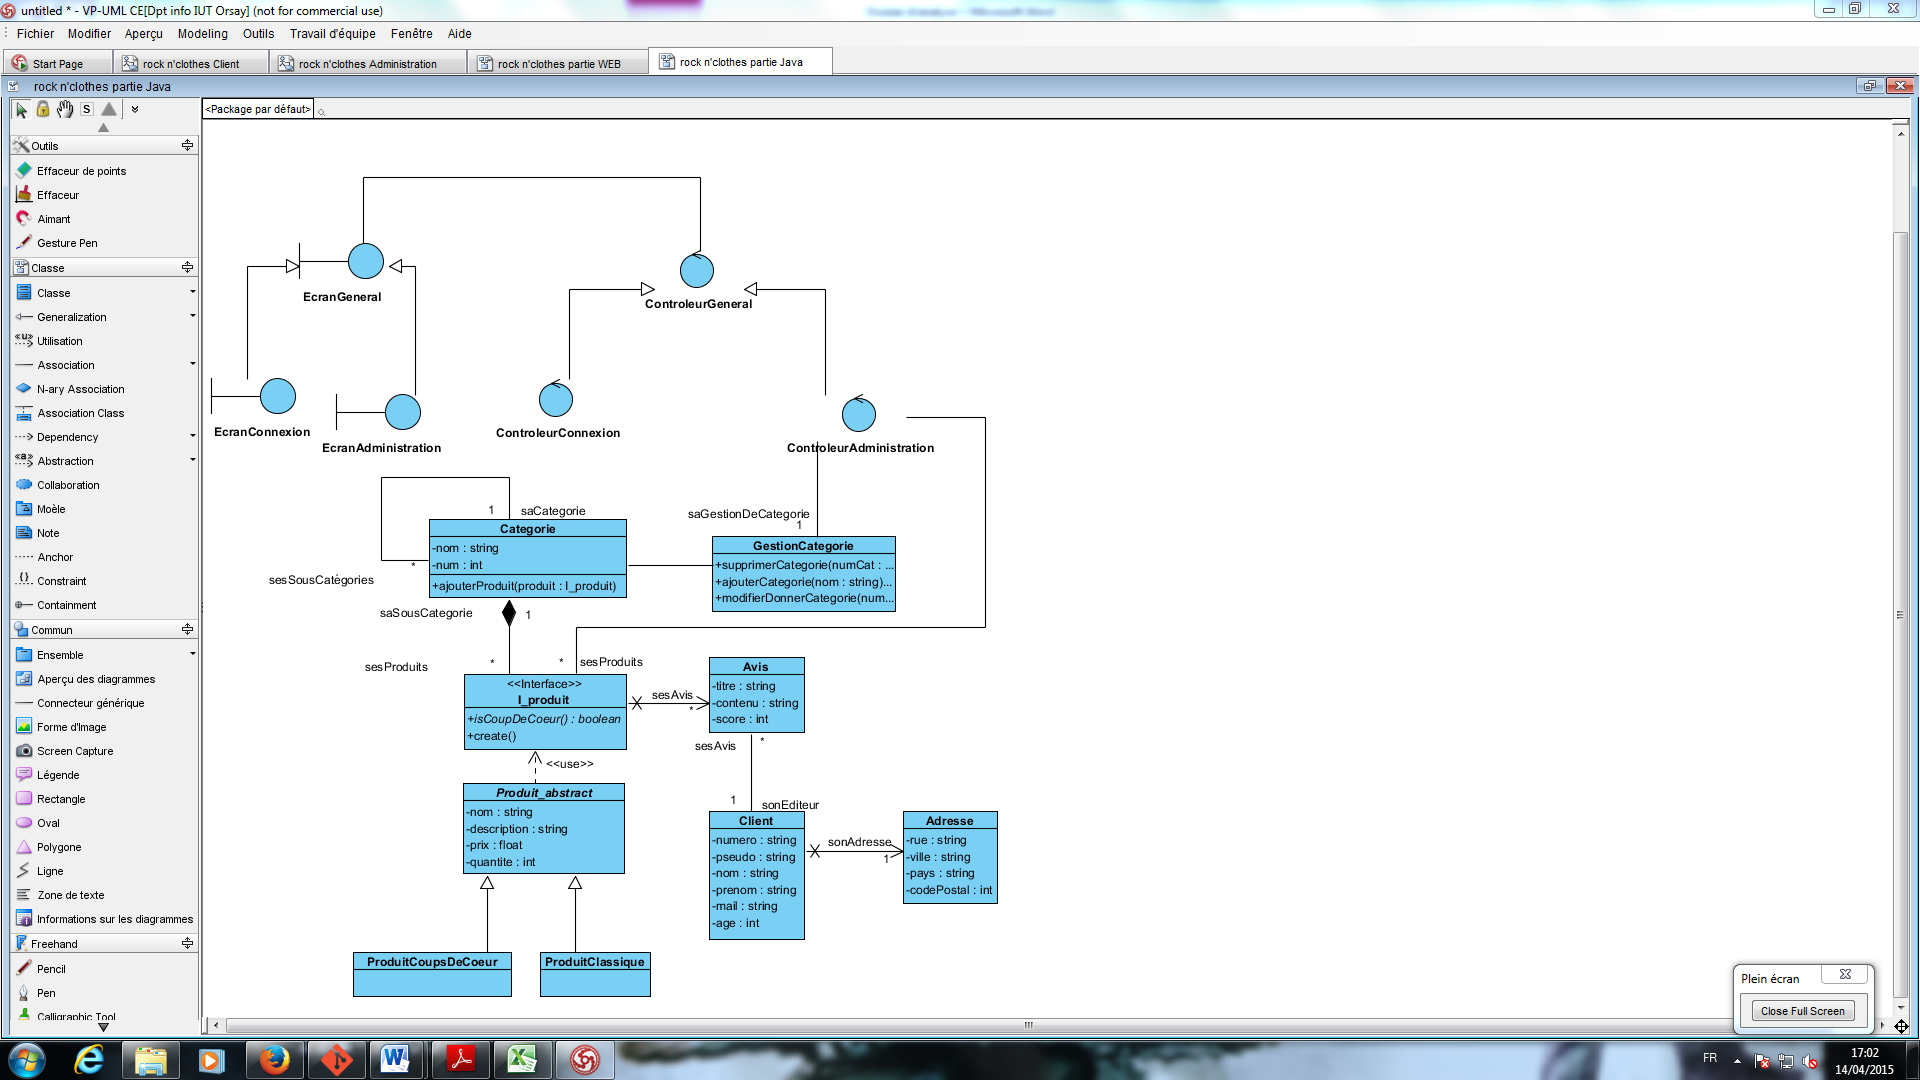 untitled * - VP-UML CE[Dpt info IUT Orsay] (not for commercial use)
Fichier Modifier Aperçu Modeling Outils Travail d'équipe Fenêtre Aide
Start Page
rock n'clothes Client
rock n'clothes Administration
rock n'clothes partie WEB
rock n'clothes partie Java
rock n'clothes partie Java
S
<Package par défaut>
Outils
Effaceur de points
Effaceur
Aimant
Gesture Pen
Classe
Classe
Generalization
Utilisation
Association
N-ary Association
Association Class
Dependency
Abstraction
Collaboration
Moèle
Note
Anchor
Constraint
Containment
Commun
Ensemble
Aperçu des diagrammes
Connecteur générique
Forme d'Image
Screen Capture
Légende
Rectangle
Oval
Polygone
Ligne
Zone de texte
Informations sur les diagrammes
Freehand
Pencil
Pen
Calligraphic Tool
EcranGeneral
ControleurGeneral
EcranConnexion
EcranAdministration
ControleurConnexion
ControleurAdministration
1
saCategorie
Categorie
-nom : string
-num : int
+ajouterProduit(produit : I_produit)
*
sesSousCatégories
saGestionDeCategorie
1
GestionCategorie
+supprimerCategorie(numCat : ...
+ajouterCategorie(nom : string)...
+modifierDonnerCategorie(num...
saSousCategorie
1
sesProduits
*
*
sesProduits
<<Interface>>
I_produit
+isCoupDeCoeur() : boolean
+create()
sesAvis
*
Avis
-titre : string
-contenu : string
-score : int
sesAvis
*
<<use>>
Produit_abstract
-nom : string
-description : string
-prix : float
-quantite : int
1
sonEditeur
Client
-numero : string
-pseudo : string
-nom : string
-prenom : string
-mail : string
-age : int
sonAdresse
1
Adresse
-rue : string
-ville : string
-pays : string
-codePostal : int
ProduitCoupsDeCoeur
ProduitClassique
Plein écran
Close Full Screen
FR
17:02
14/04/2015